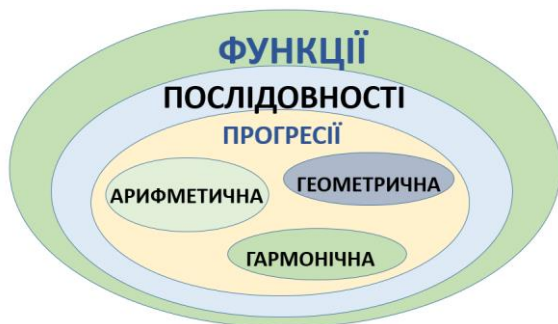 ФУНКЦІЇ
ПОСЛІДОВНОСТІ
ПРОГРЕСІЇ
АРИФМЕТИЧНА
ГЕОМЕТРИЧНА
ГАРМОНІЧНА